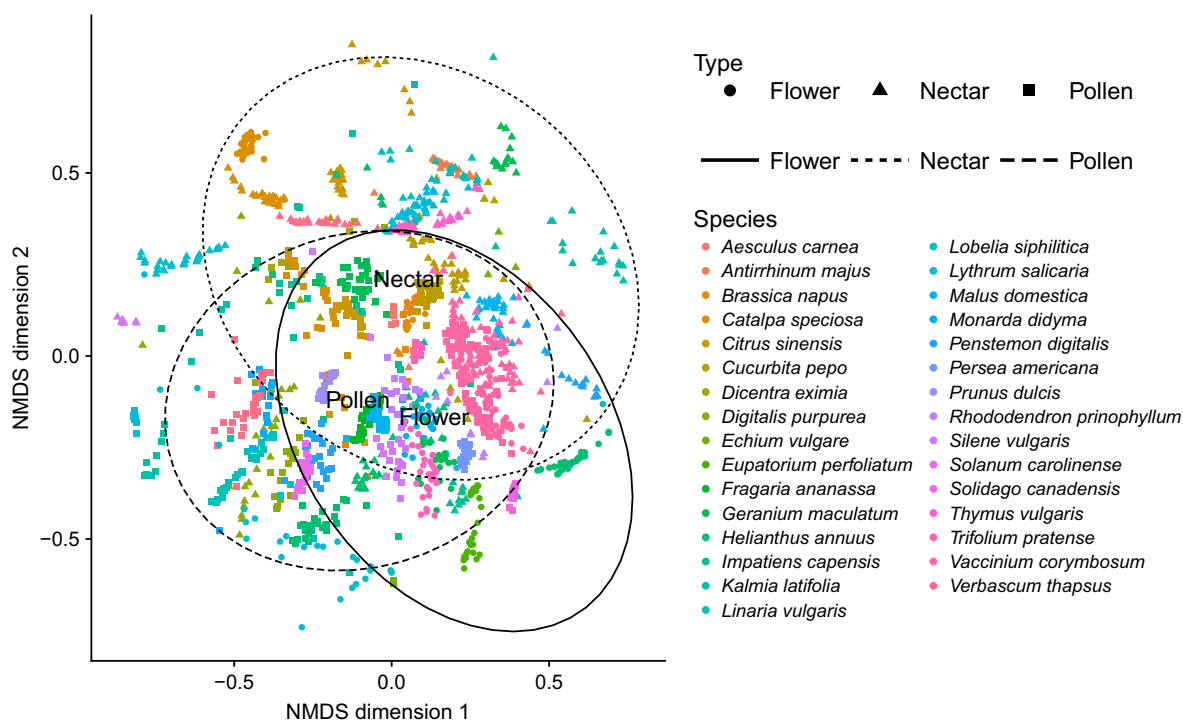 Type
Flower Nectar Pollen
Flower Nectar Pollen
Species
Aesculus carnea
Antirrhinum majus
Brassica napus
Catalpa speciosa
Citrus sinensis
Cucurbita pepo
Dicentra eximia
Digitalis purpurea
Echium vulgare
Eupatorium perfoliatum
Fragaria ananassa
Geranium maculatum
Helianthus annuus
Impatiens capensis
Kalmia latifolia
Linaria vulgaris
Lobelia siphilitica
Lythrum salicaria
Malus domestica
Monarda didyma
Penstemon digitalis
Persea americana
Prunus dulcis
Rhododendron prinophyllum
Silene vulgaris
Solanum carolinense
Solidago canadensis
Thymus vulgaris
Trifolium pratense
Vaccinium corymbosum
Verbascum thapsus
NMDS dimension 2
0.5
0.0
−0.5
Nectar
Pollen
Flower
−0.5 0.0 0.5
NMDS dimension 1